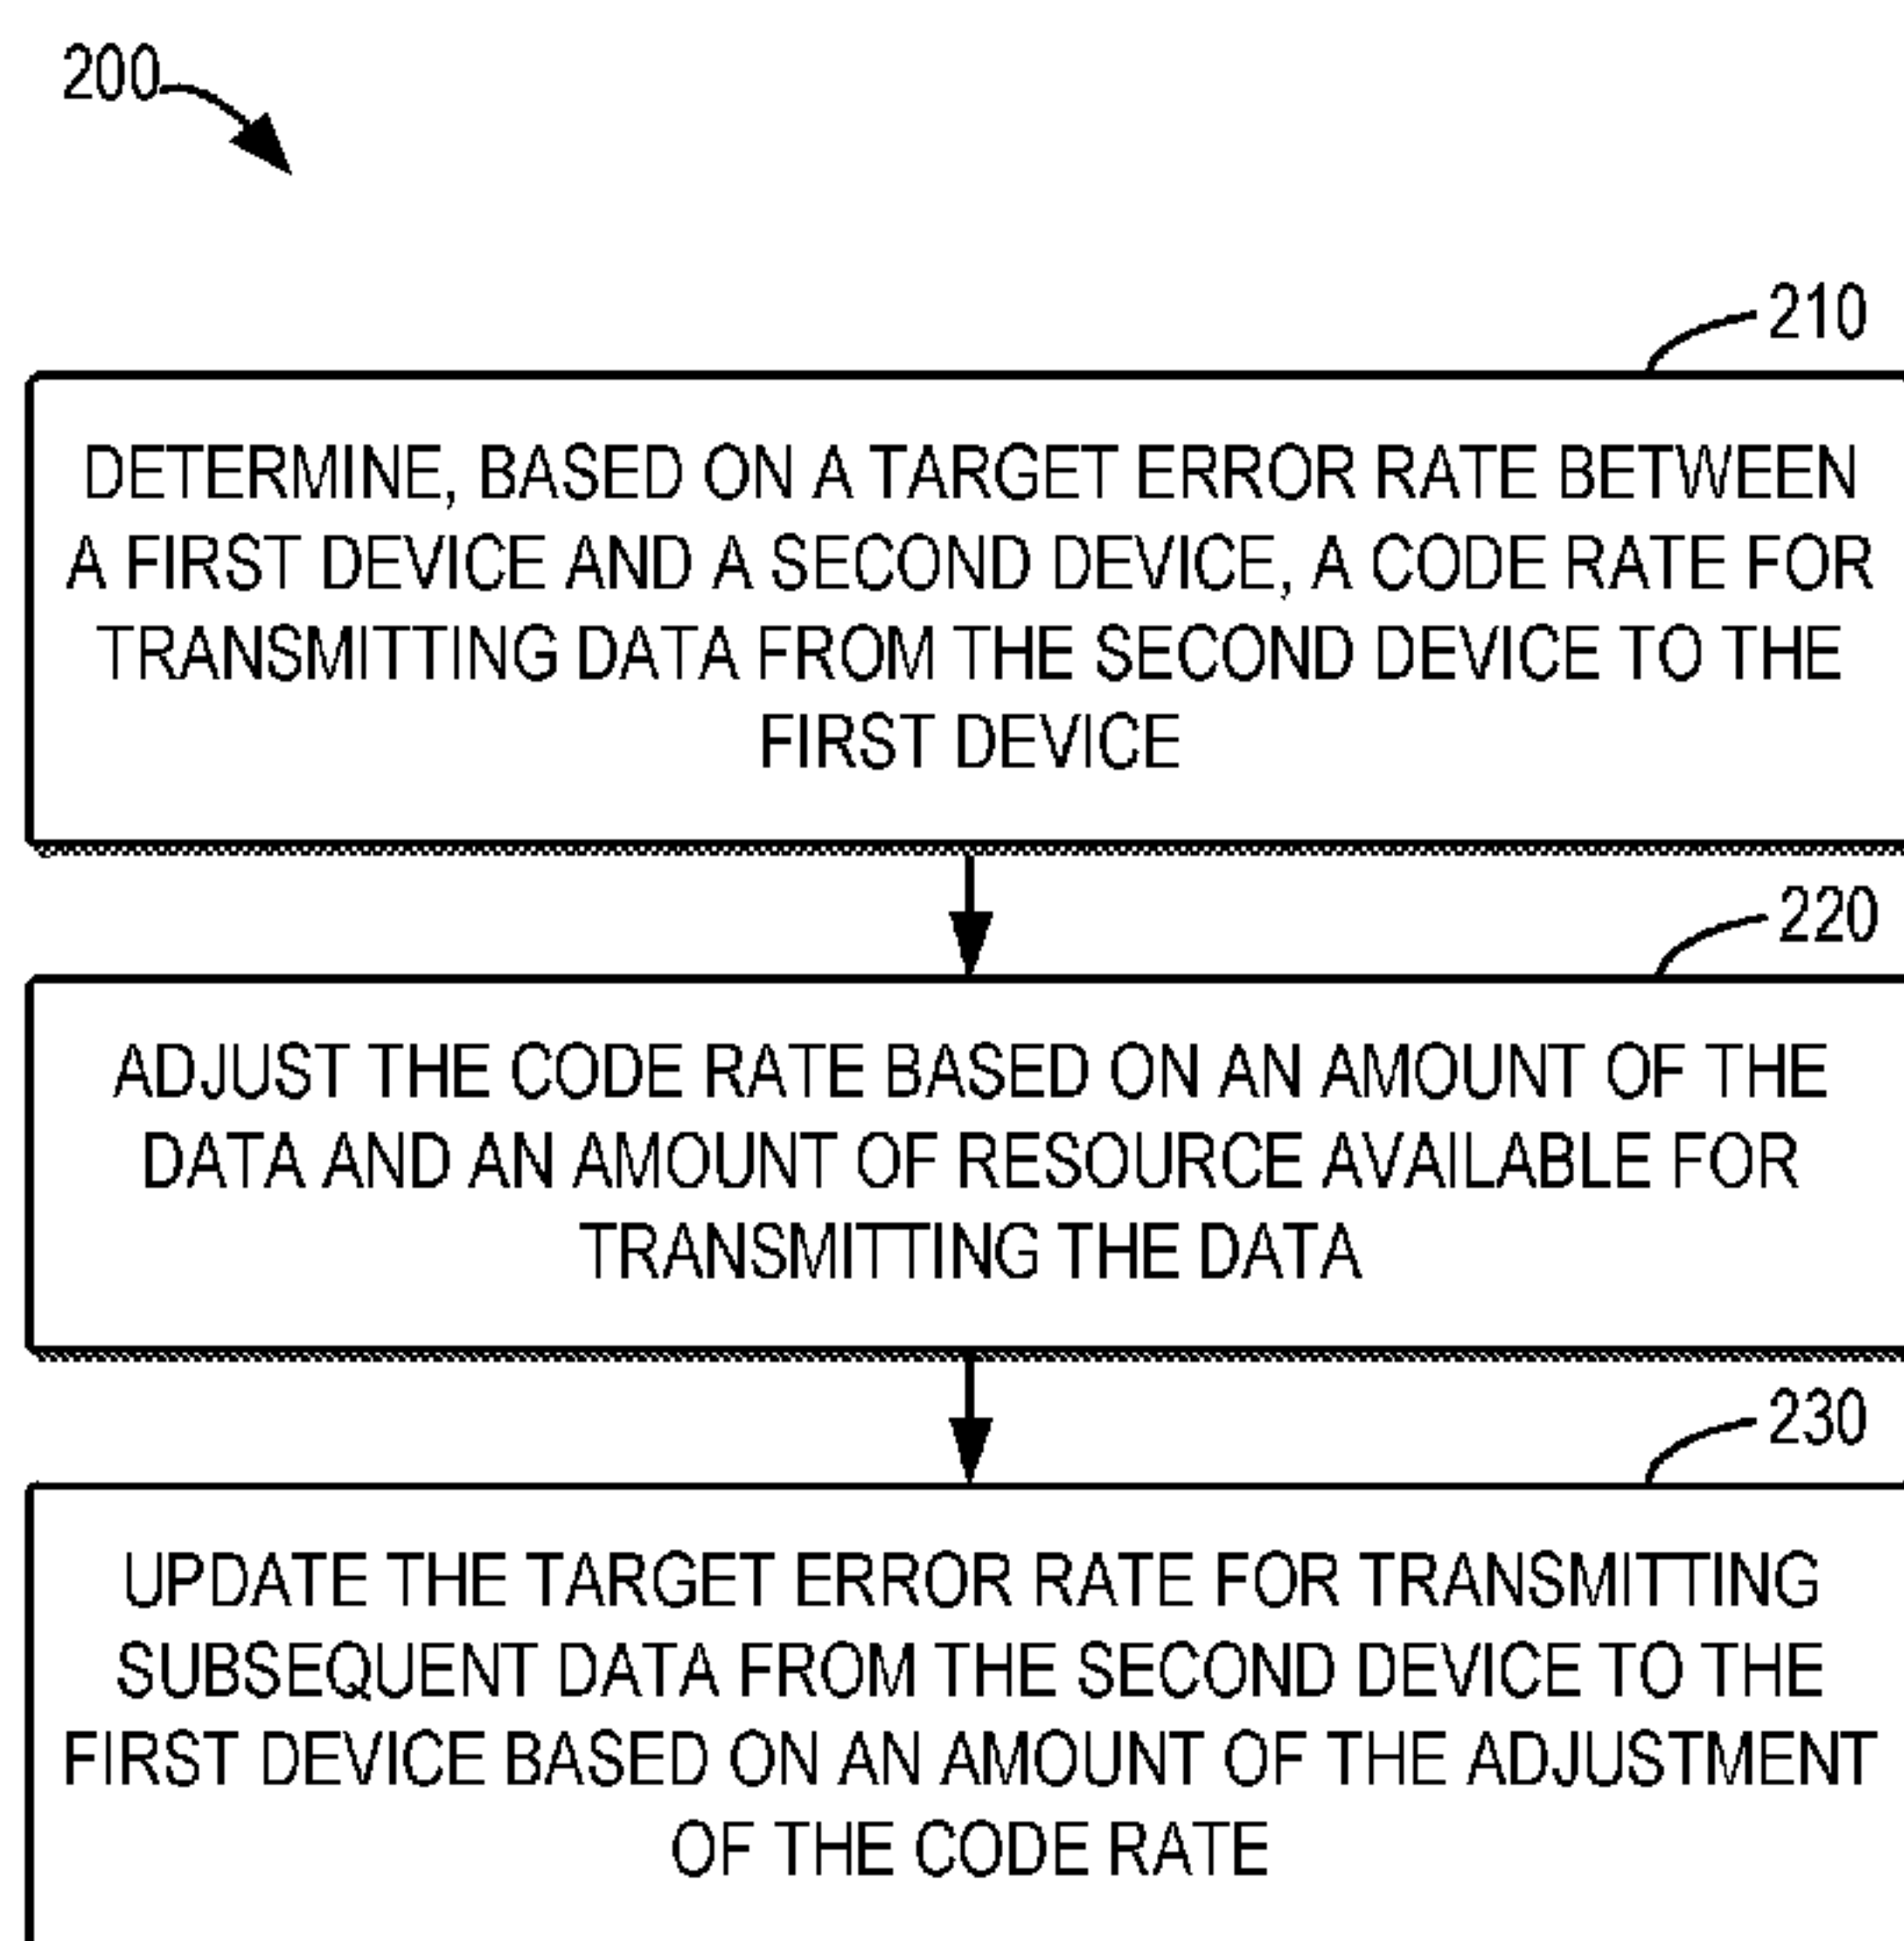 200
210
DETERMINE, BASED ON A TARGET ERROR RATE BETWEEN
A FIRST DEVICE AND A SECOND DEVICE, A CODE RATE FOR
TRANSMITTING DATA FROM THE SECOND DEVICE TO THE
FIRST DEVICE
220
ADJUST THE CODE RATE BASED ON AN AMOUNT OF THE
DATA AND AN AMOUNT OF RESOURCE AVAILABLE FOR
TRANSMITTING THE DATA
230
UPDATE THE TARGET ERROR RATE FOR TRANSMITTING
SUBSEQUENT DATA FROM THE SECOND DEVICE TO THE
FIRST DEVICE BASED ON AN AMOUNT OF THE ADJUSTMENT
OF THE CODE RATE